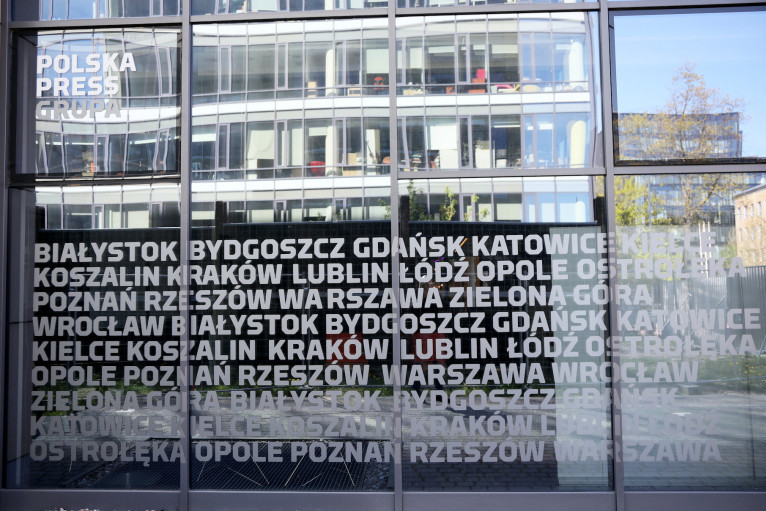 POLSKA
PRESS
GRUPA
BIAŁYSTOK BYDGOSZCZ GDAŃSK KATOWICE KIELCE
KOSZALIN KRAKÓW LUBLIN ŁÓDŹ OPOLE OSTROŁĘKA
POZNAŃ RZESZÓW WARSZAWA ZIELONA GÓRA
WROCŁAW BIAŁYSTOK BYDGOSZCZ GDAŃSK KATOWICE
KIELCE KOSZALIN KRAKÓW LUBLIN ŁÓDŹ OSTROŁĘKA
OPOLE POZNAŃ RZESZÓW WARSZAWA WROCŁAW
ZIELONA GÓRA BIAŁYSTOK BYDGOSZCZ GDAŃSK
KATOWICE KIELCE KOSZALIN KRAKÓW LUBLIN ŁÓDŹ
OSTROŁĘKA OPOLE POZNAŃ RZESZÓW WARSZAWA